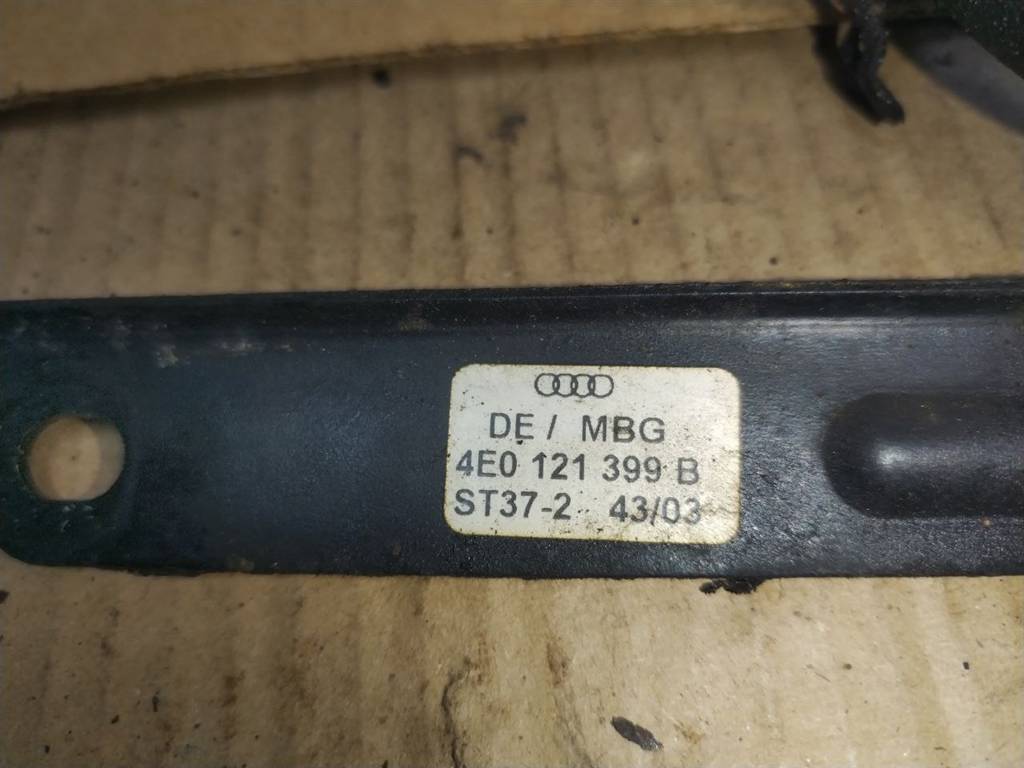 DE / MBG
4E0 121 399 B
ST37-2 43/03